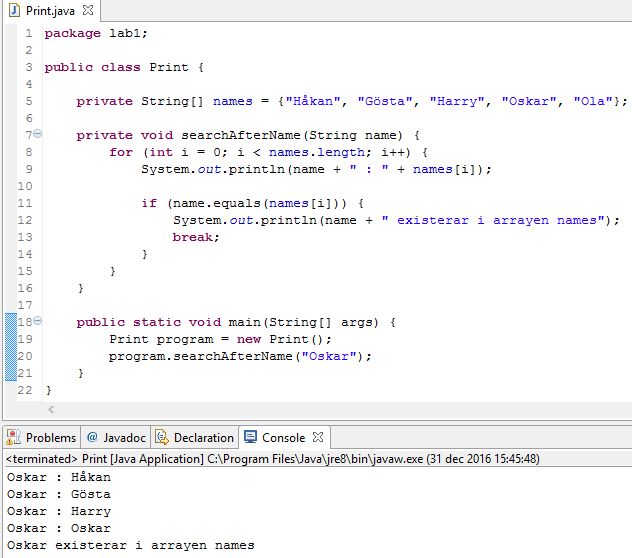 Print.java
1 package lab1;
2
3 public class Print {
4
5     private String[] names = {"Håkan", "Gösta", "Harry", "Oskar", "Ola"};
6
7     private void searchAfterName(String name) {
8         for (int i = 0; i < names.length; i++) {
9             System.out.println(name + " : " + names[i]);
10
11             if (name.equals(names[i])) {
12                 System.out.println(name + " existerar i arrayen names");
13                 break;
14             }
15         }
16     }
17
18     public static void main(String[] args) {
19         Print program = new Print();
20         program.searchAfterName("Oskar");
21     }
22 }
Problems @ Javadoc Declaration Console
<terminated> Print [Java Application] C:\Program Files\Java\jre8\bin\javaw.exe (31 dec 2016 15:45:48)
Oskar : Håkan
Oskar : Gösta
Oskar : Harry
Oskar : Oskar
Oskar existerar i arrayen names